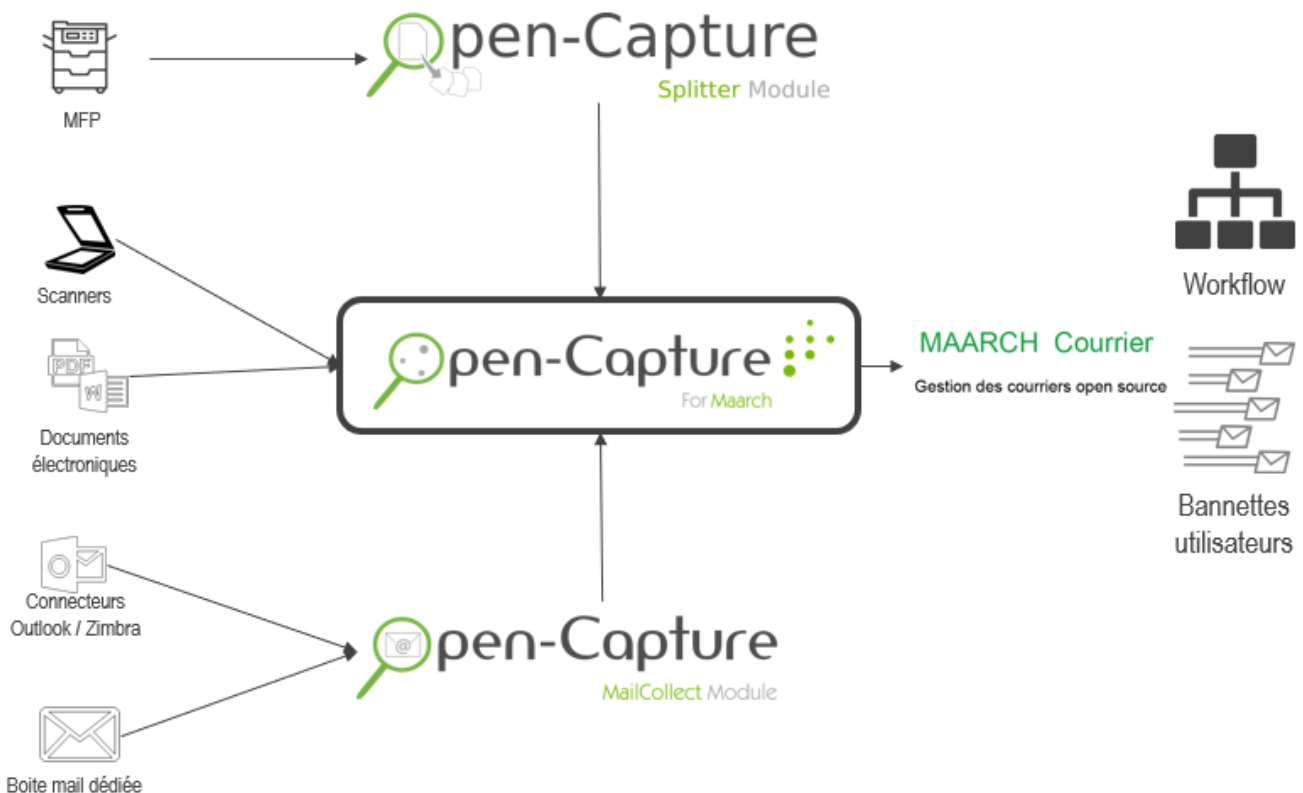 Open-Capture
Splitter Module
MFP
Scanners
Open-Capture
For Maarch
MAARCH Courrier
Gestion des courriers open source
Workflow
PDF
W
Documents
électroniques
Bannettes
utilisateurs
Connecteurs
Outlook / Zimbra
@
Open-Capture
MailCollect Module
Boite mail dédiée